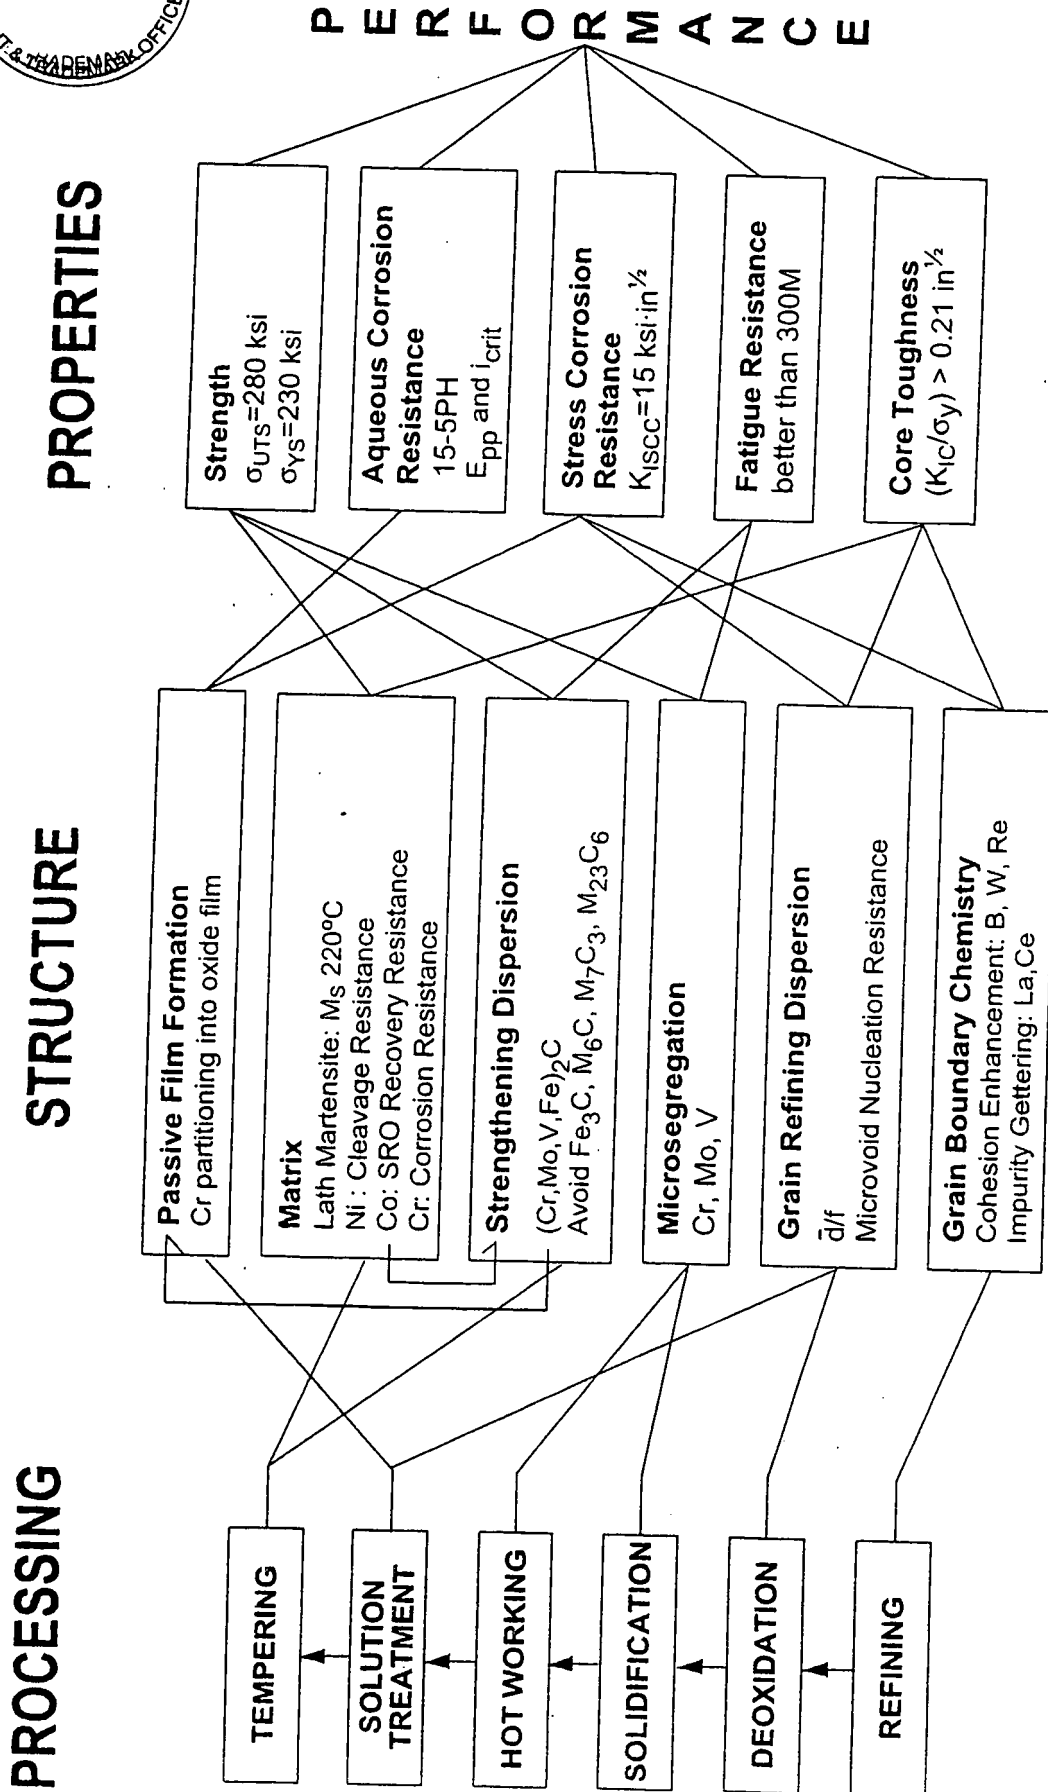 T & TRADEMARK OFFICE
PROCESSING
STRUCTURE
PROPERTIES
PERFORMANCE
TEMPERING
SOLUTION
TREATMENT
HOT WORKING
SOLIDIFICATION
DEOXIDATION
REFINING
Passive Film Formation
Cr partitioning into oxide film
Matrix
Lath Martensite: Ms 220ºC
Ni : Cleavage Resistance
Co: SRO Recovery Resistance
Cr: Corrosion Resistance
Strengthening Dispersion
(Cr,Mo,V,Fe)₂C
Avoid Fe₃C, M₆C, M₇C₃, M₂₃C₆
Microsegregation
Cr, Mo, V
Grain Refining Dispersion
d̄/f
Microvoid Nucleation Resistance
Grain Boundary Chemistry
Cohesion Enhancement: B, W, Re
Impurity Gettering: La,Ce
Strength
σUTS=280 ksi
σYS=230 ksi
Aqueous Corrosion
Resistance
15-5PH
Epp and icrit
Stress Corrosion
Resistance
KISCC=15 ksi·in½
Fatigue Resistance
better than 300M
Core Toughness
(KIC/σy) > 0.21 in½